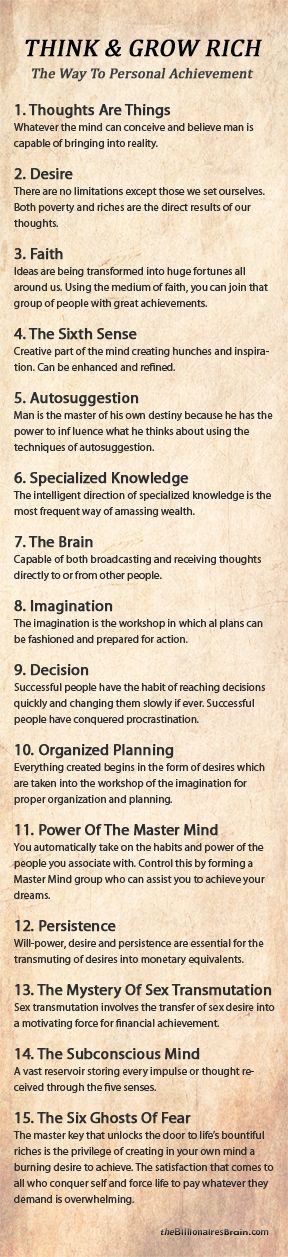 THINK & GROW RICH
The Way To Personal Achievement
1. Thoughts Are Things
Whatever the mind can conceive and believe man is
capable of bringing into reality.
2. Desire
There are no limitations except those we set ourselves.
Both poverty and riches are the direct results of our
thoughts.
3. Faith
Ideas are being transformed into huge fortunes all
around us. Using the medium of faith, you can join that
group of people with great achievements.
4. The Sixth Sense
Creative part of the mind creating hunches and inspira-
tion. Can be enhanced and refined.
5. Autosuggestion
Man is the master of his own destiny because he has the
power to inf luence what he thinks about using the
techniques of autosuggestion.
6. Specialized Knowledge
The intelligent direction of specialized knowledge is the
most frequent way of amassing wealth.
7. The Brain
Capable of both broadcasting and receiving thoughts
directly to or from other people.
8. Imagination
The imagination is the workshop in which al plans can
be fashioned and prepared for action.
9. Decision
Successful people have the habit of reaching decisions
quickly and changing them slowly if ever. Successful
people have conquered procrastination.
10. Organized Planning
Everything created begins in the form of desires which
are taken into the workshop of the imagination for
proper organization and planning.
11. Power Of The Master Mind
You automatically take on the habits and power of the
people you associate with. Control this by forming a
Master Mind group who can assist you to achieve your
dreams.
12. Persistence
Will-power, desire and persistence are essential for the
transmuting of desires into monetary equivalents.
13. The Mystery Of Sex Transmutation
Sex transmutation involves the transfer of sex desire into
a motivating force for financial achievement.
14. The Subconscious Mind
A vast reservoir storing every impulse or thought re-
ceived through the five senses.
15. The Six Ghosts Of Fear
The master key that unlocks the door to life's bountiful
riches is the privilege of creating in your own mind a
burning desire to achieve. The satisfaction that comes to
all who conquer self and force life to pay whatever they
demand is overwhelming.
theBillionairesBrain.com